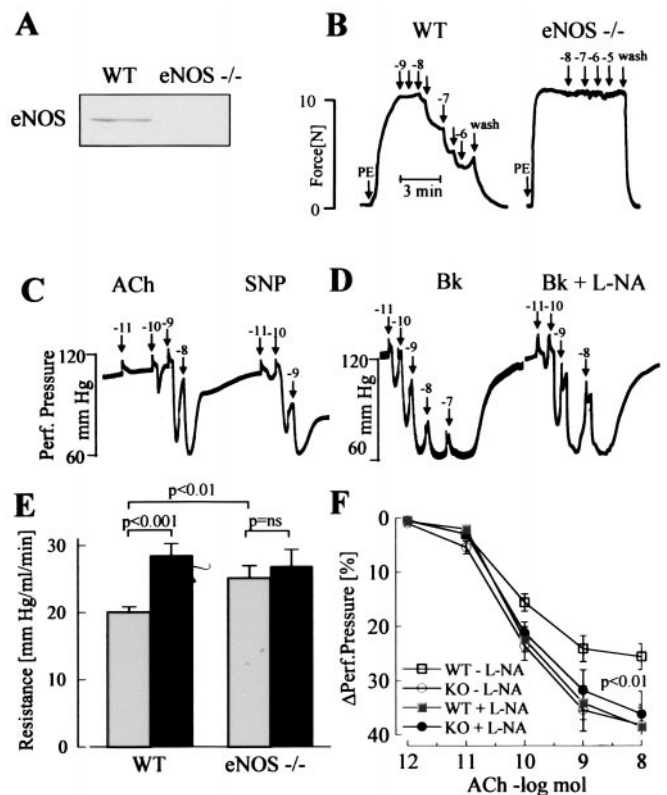 A
WT eNOS -/-
eNOS
B
WT eNOS -/-
-9 -8 -7 -6 wash
-8 -7 -6 -5 wash
10
Force[N]
PE
3 min
0
PE
C
ACh SNP
-11 -10 -9 -8
-11 -10 -9
120
Perf. Pressure
mm Hg
60
D
Bk Bk + L-NA
-11 -10 -9 -8 -7
-11 -10 -9 -8
120
mm Hg
60
E
p<0.01
p<0.001 p=ns
Resistance [mm Hg/ml/min]
30
20
10
0
WT eNOS -/-
F
ΔPerf.Pressure [%]
0
10
20
30
40
WT - L-NA
KO - L-NA
WT + L-NA
KO + L-NA
p<0.01
12 11 10 9 8
ACh -log mol